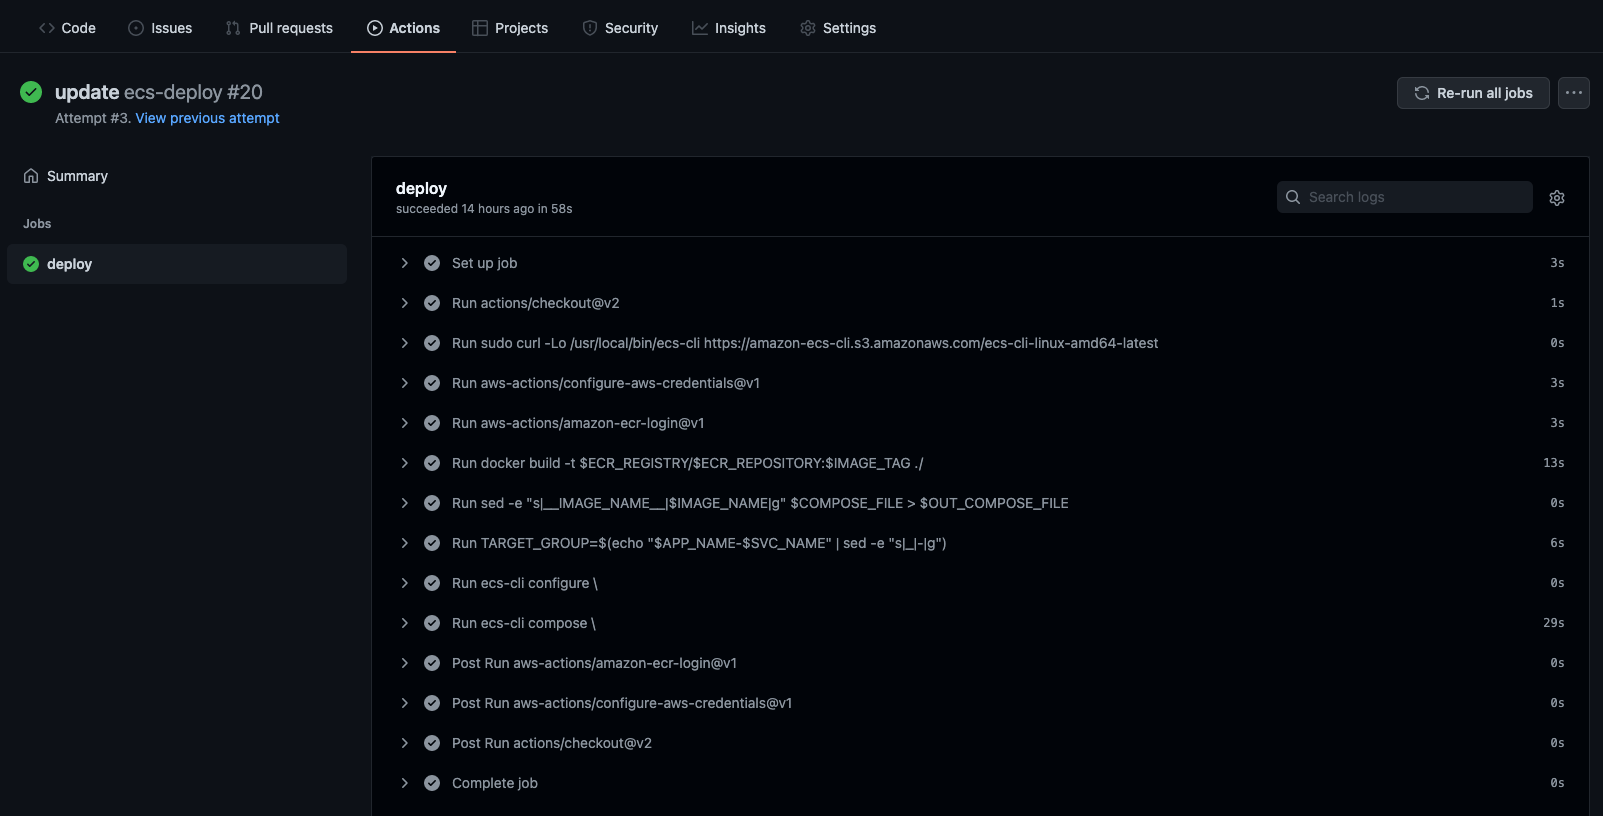 Code Issues Pull requests Actions Projects Security Insights Settings
update ecs-deploy #20
Re-run all jobs
Attempt #3. View previous attempt
Summary
Jobs
deploy
deploy
succeeded 14 hours ago in 58s
Search logs
Set up job 3s
Run actions/checkout@v2 1s
Run sudo curl -Lo /usr/local/bin/ecs-cli https://amazon-ecs-cli.s3.amazonaws.com/ecs-cli-linux-amd64-latest 0s
Run aws-actions/configure-aws-credentials@v1 3s
Run aws-actions/amazon-ecr-login@v1 3s
Run docker build -t $ECR_REGISTRY/$ECR_REPOSITORY:$IMAGE_TAG ./ 13s
Run sed -e "s|__IMAGE_NAME__|$IMAGE_NAME|g" $COMPOSE_FILE > $OUT_COMPOSE_FILE 0s
Run TARGET_GROUP=$(echo "$APP_NAME-$SVC_NAME" | sed -e "s|_|-|g") 6s
Run ecs-cli configure \ 0s
Run ecs-cli compose \ 29s
Post Run aws-actions/amazon-ecr-login@v1 0s
Post Run aws-actions/configure-aws-credentials@v1 0s
Post Run actions/checkout@v2 0s
Complete job 0s